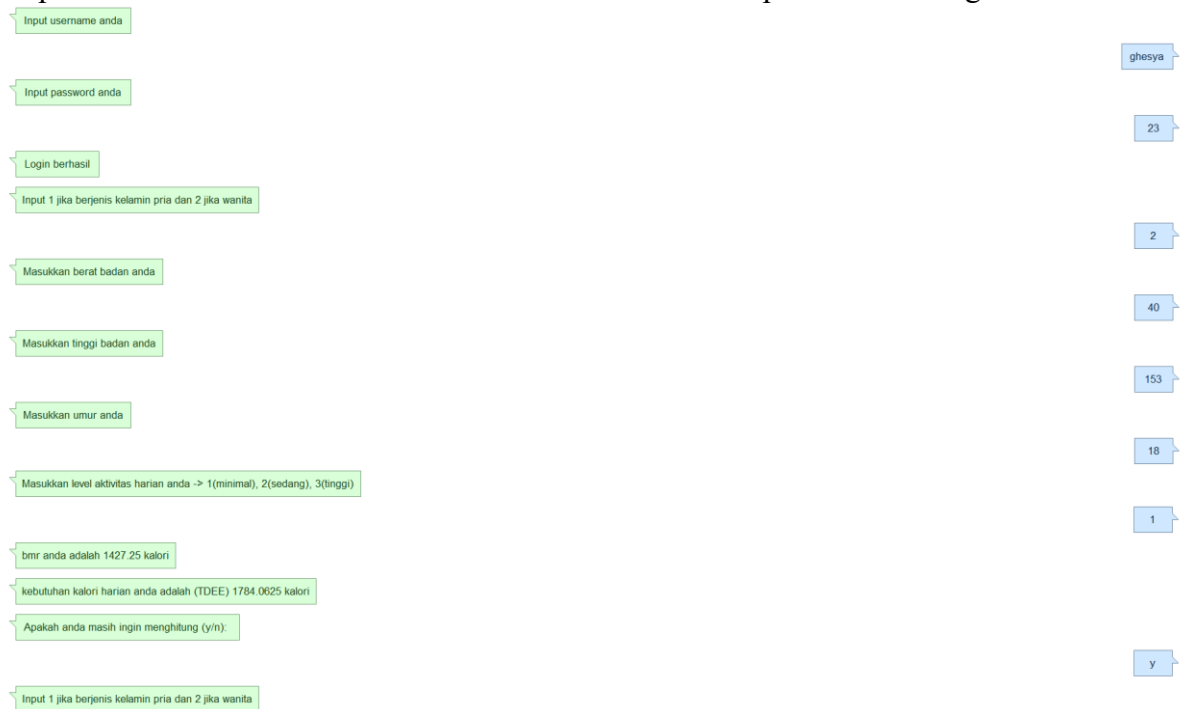 Input username anda
ghesya
Input password anda
23
Login berhasil
Input 1 jika berjenis kelamin pria dan 2 jika wanita
2
Masukkan berat badan anda
40
Masukkan tinggi badan anda
153
Masukkan umur anda
18
Masukkan level aktivitas harian anda -> 1(minimal), 2(sedang), 3(tinggi)
1
bmr anda adalah 1427.25 kalori
kebutuhan kalori harian anda adalah (TDEE) 1784.0625 kalori
Apakah anda masih ingin menghitung (y/n):
y
Input 1 jika berjenis kelamin pria dan 2 jika wanita